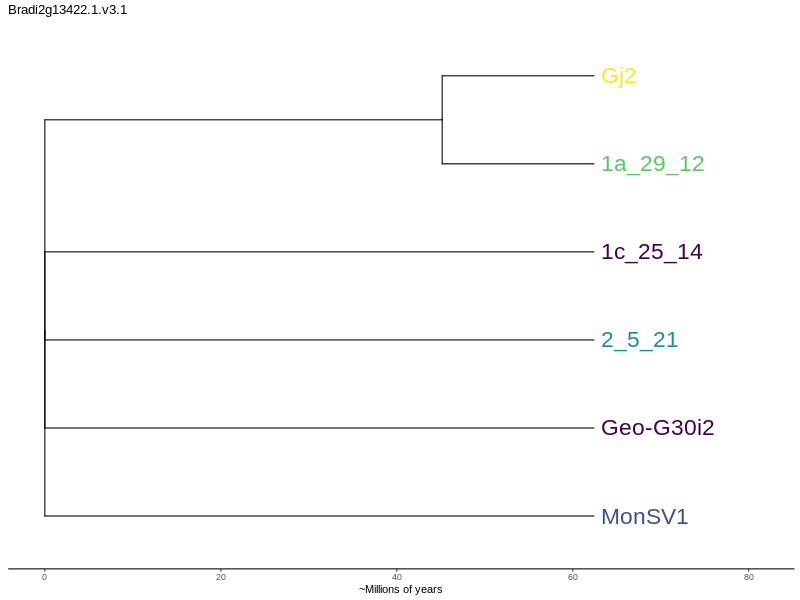 Bradi2g13422.1.v3.1
Gj2
1a_29_12
1c_25_14
2_5_21
Geo-G30i2
MonSV1
0 20 40 60 80
~Millions of years